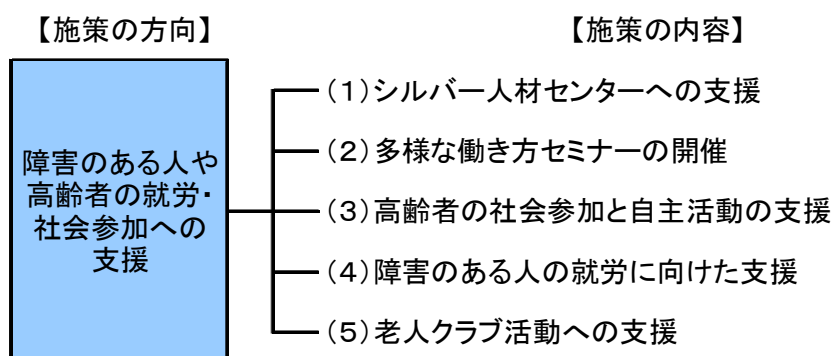 【施策の方向】
【施策の内容】
障害のある人や
高齢者の就労・
社会参加への
支援
（１）シルバー人材センターへの支援
（２）多様な働き方セミナーの開催
（３）高齢者の社会参加と自主活動の支援
（４）障害のある人の就労に向けた支援
（５）老人クラブ活動への支援